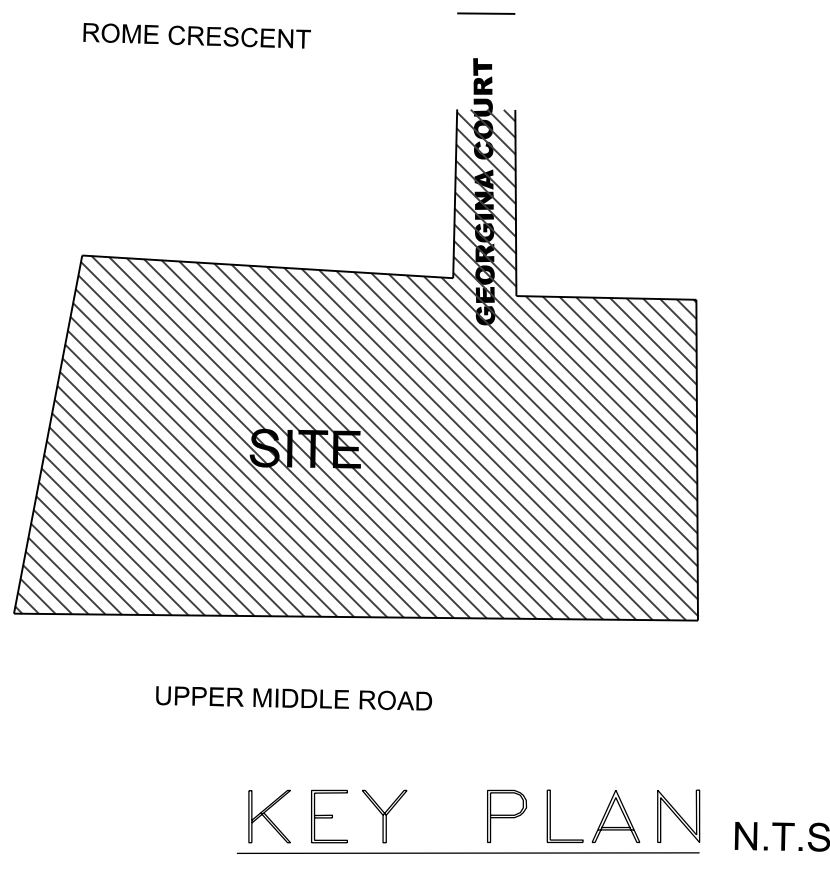 ROME CRESCENT
GEORGINA COURT
SITE
UPPER MIDDLE ROAD
KEY PLAN N.T.S